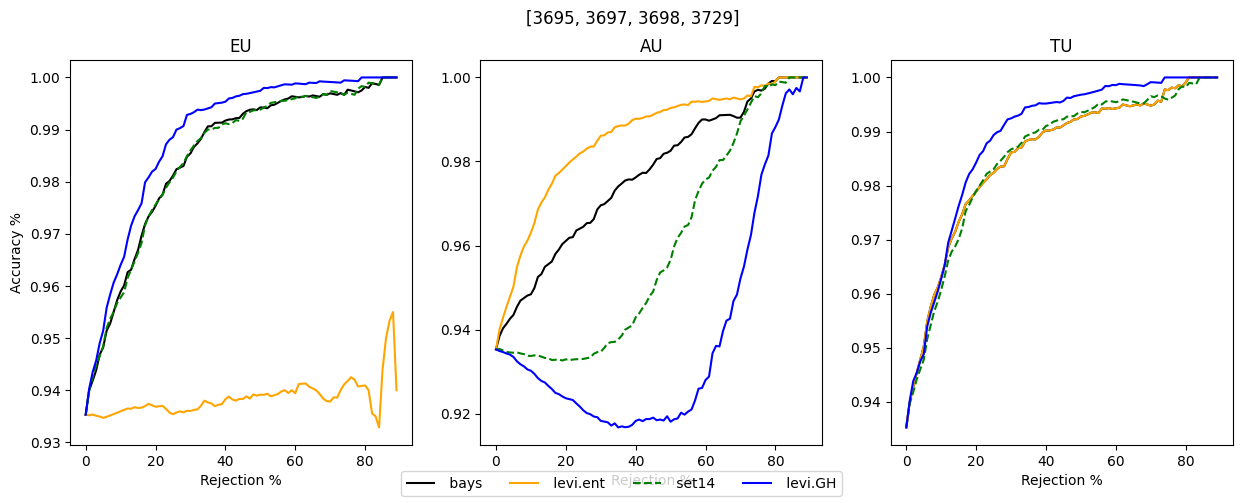 [3695, 3697, 3698, 3729]
EU
AU
TU
Accuracy %
1.00
0.99
0.98
0.97
0.96
0.95
0.94
0.93
1.00
0.98
0.96
0.94
0.92
1.00
0.99
0.98
0.97
0.96
0.95
0.94
0 20 40 60 80
0 20 40 60 80
0 20 40 60 80
Rejection %
Rejection %
Rejection %
bays levi.ent set14 levi.GH